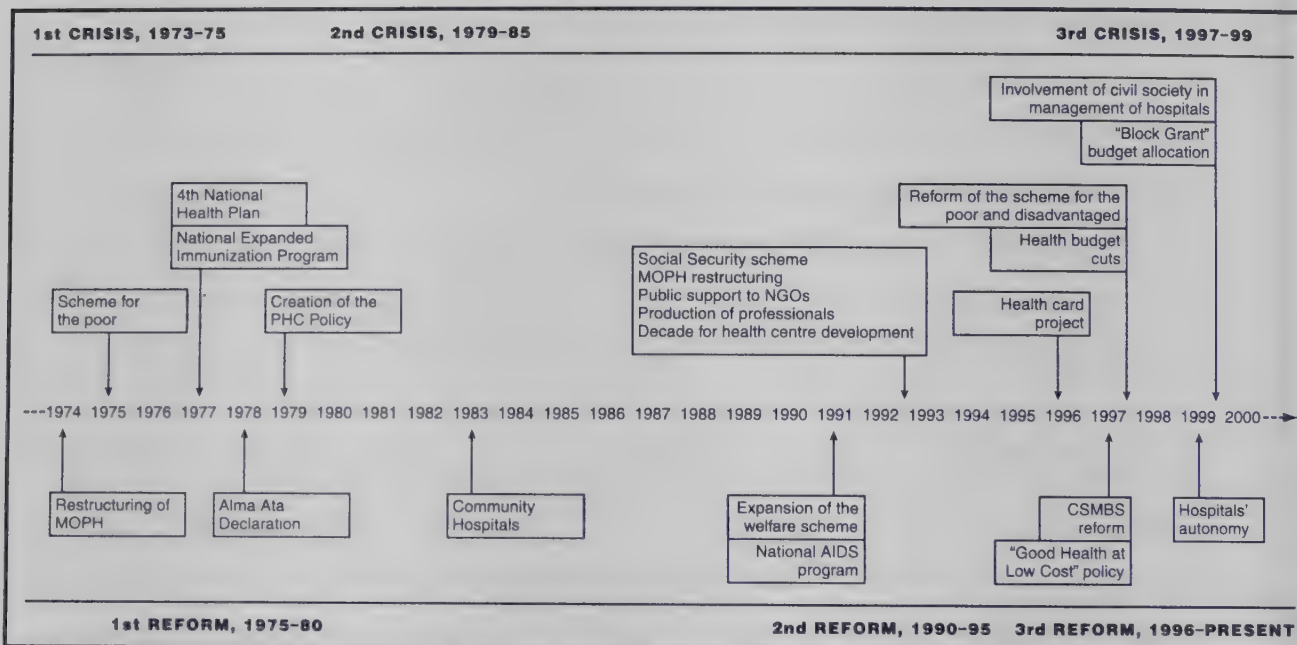 1st CRISIS, 1973–75 2nd CRISIS, 1979–85 3rd CRISIS, 1997–99
Involvement of civil society in
management of hospitals
"Block Grant"
budget allocation
4th National
Health Plan
National Expanded
Immunization Program
Reform of the scheme for the
poor and disadvantaged
Health budget
cuts
Social Security scheme
MOPH restructuring
Public support to NGOs
Production of professionals
Decade for health centre development
Scheme for
the poor
Creation of the
PHC Policy
Health card
project
1974 1975 1976 1977 1978 1979 1980 1981 1982 1983 1984 1985 1986 1987 1988 1989 1990 1991 1992 1993 1994 1995 1996 1997 1998 1999 2000
Restructuring of
MOPH
Alma Ata
Declaration
Community
Hospitals
Expansion of the
welfare scheme
National AIDS
program
CSMBS
reform
"Good Health at
Low Cost" policy
Hospitals'
autonomy
1st REFORM, 1975–80 2nd REFORM, 1990–95 3rd REFORM, 1996–PRESENT